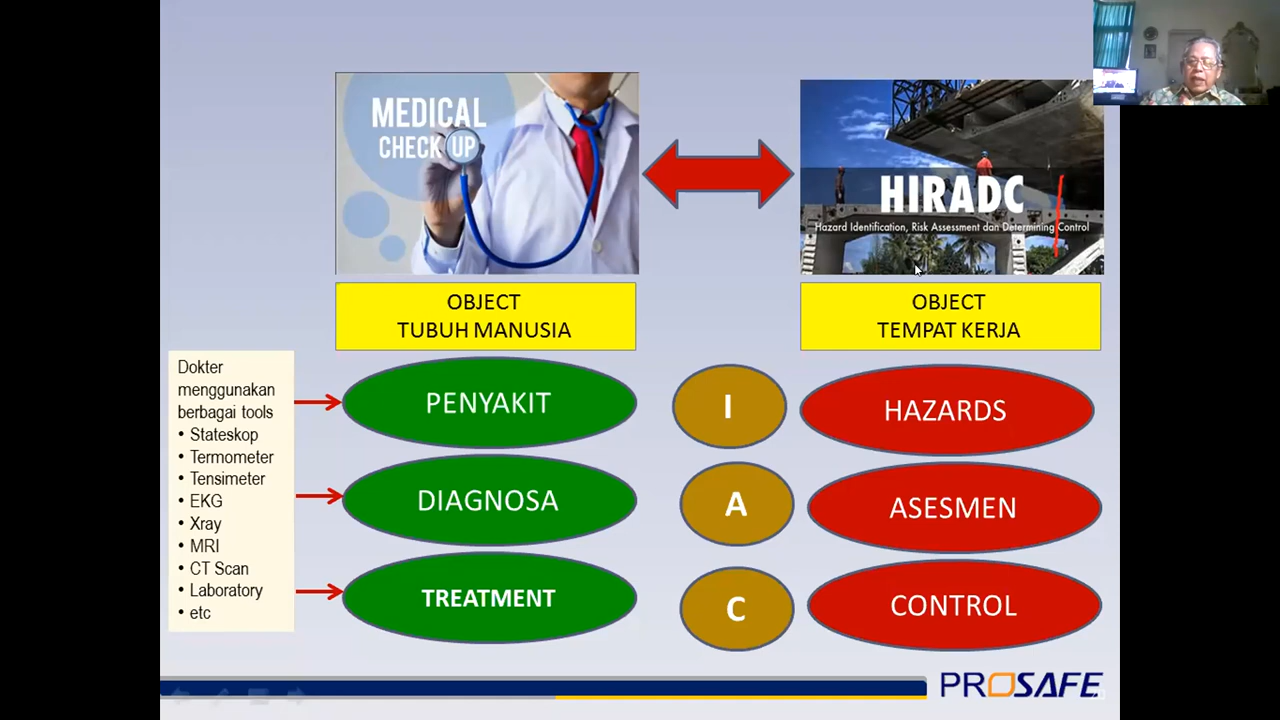 MEDICAL
CHECK UP
HIRADC
Hazard Identification, Risk Assessment dan Determining Control
OBJECT
TUBUH MANUSIA
OBJECT
TEMPAT KERJA
Dokter
menggunakan
berbagai tools
• Stateskop
• Termometer
• Tensimeter
• EKG
• Xray
• MRI
• CT Scan
• Laboratory
• etc
PENYAKIT
I
HAZARDS
DIAGNOSA
A
ASESMEN
TREATMENT
C
CONTROL
PROSAFE